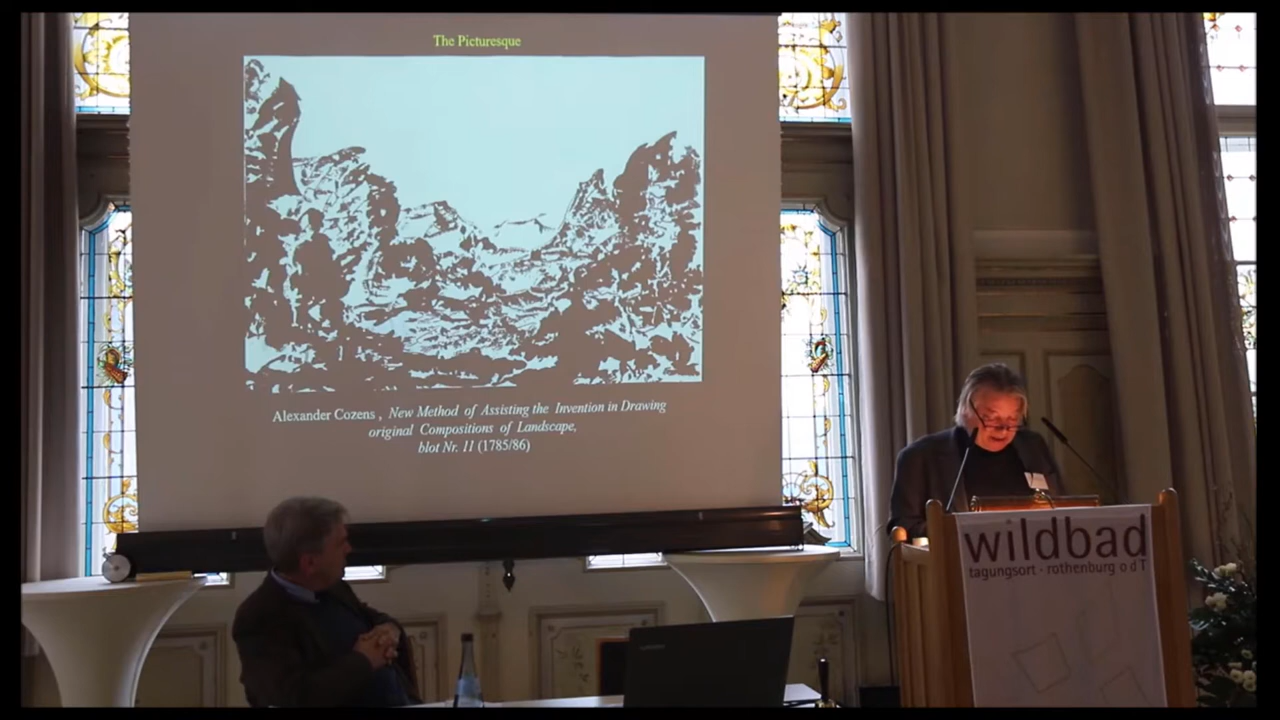 The Picturesque
Alexander Cozens , New Method of Assisting the Invention in Drawing
original Compositions of Landscape,
blot Nr. 11 (1785/86)
wildbad
tagungsort - rothenburg o d T